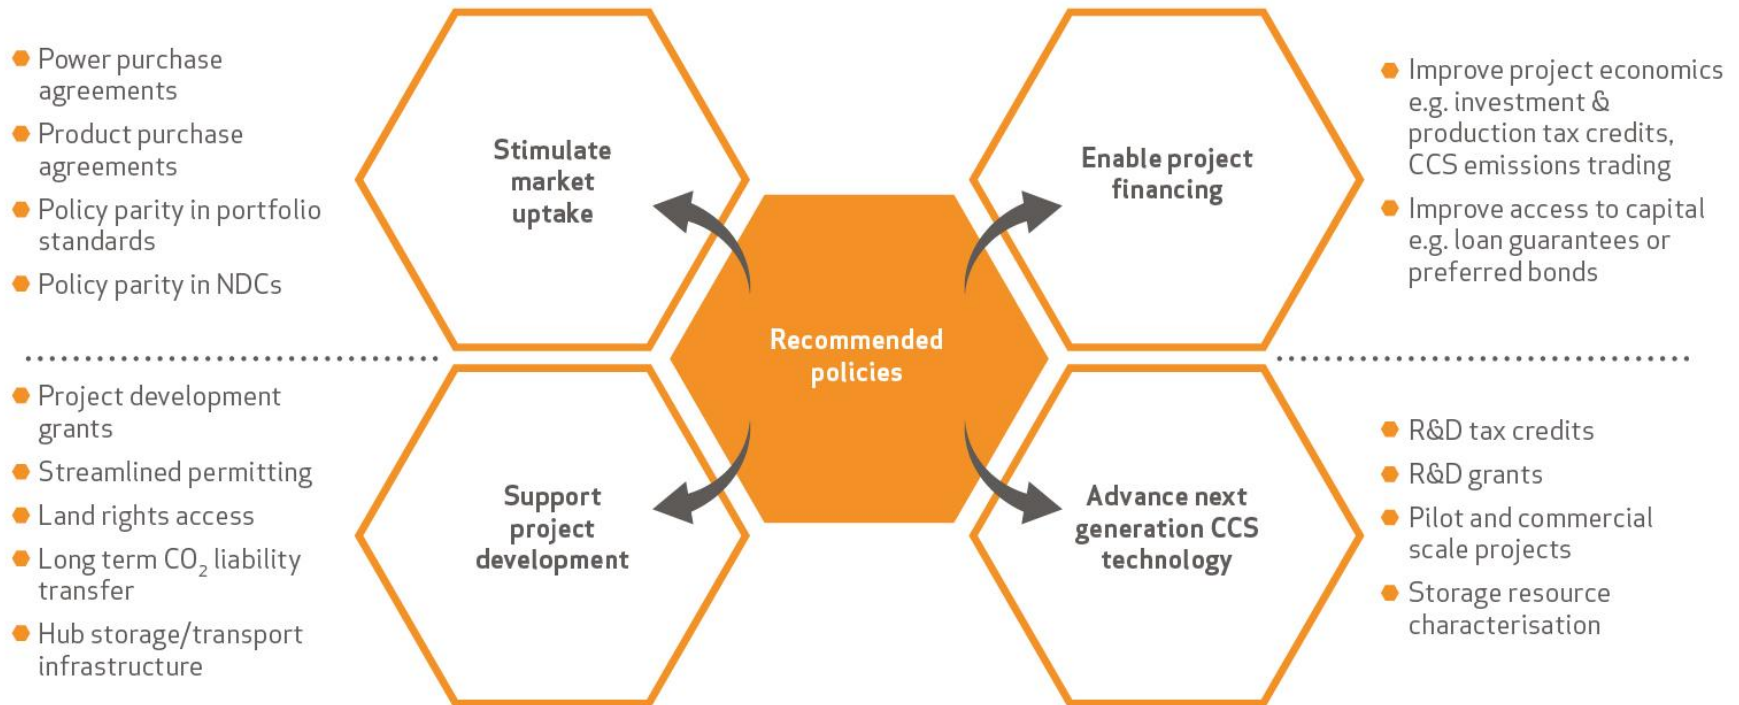 Power purchase
agreements
Product purchase
agreements
Policy parity in portfolio
standards
Policy parity in NDCs
Stimulate
market
uptake
Enable project
financing
Improve project economics
e.g. investment &
production tax credits,
CCS emissions trading
Improve access to capital
e.g. loan guarantees or
preferred bonds
Recommended
policies
Project development
grants
Streamlined permitting
Land rights access
Long term CO₂ liability
transfer
Hub storage/transport
infrastructure
Support
project
development
Advance next
generation CCS
technology
R&D tax credits
R&D grants
Pilot and commercial
scale projects
Storage resource
characterisation